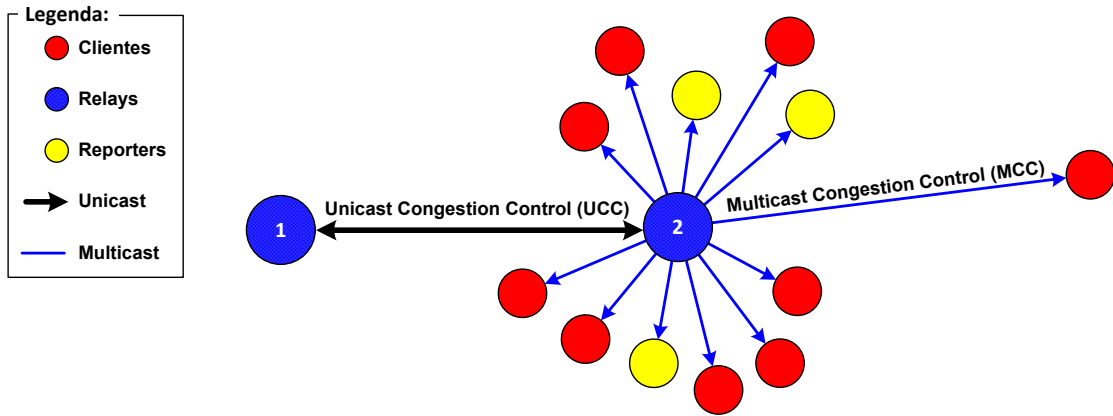 Legenda:
Clientes
Relays
Reporters
Unicast
Multicast
1
Unicast Congestion Control (UCC)
2
Multicast Congestion Control (MCC)